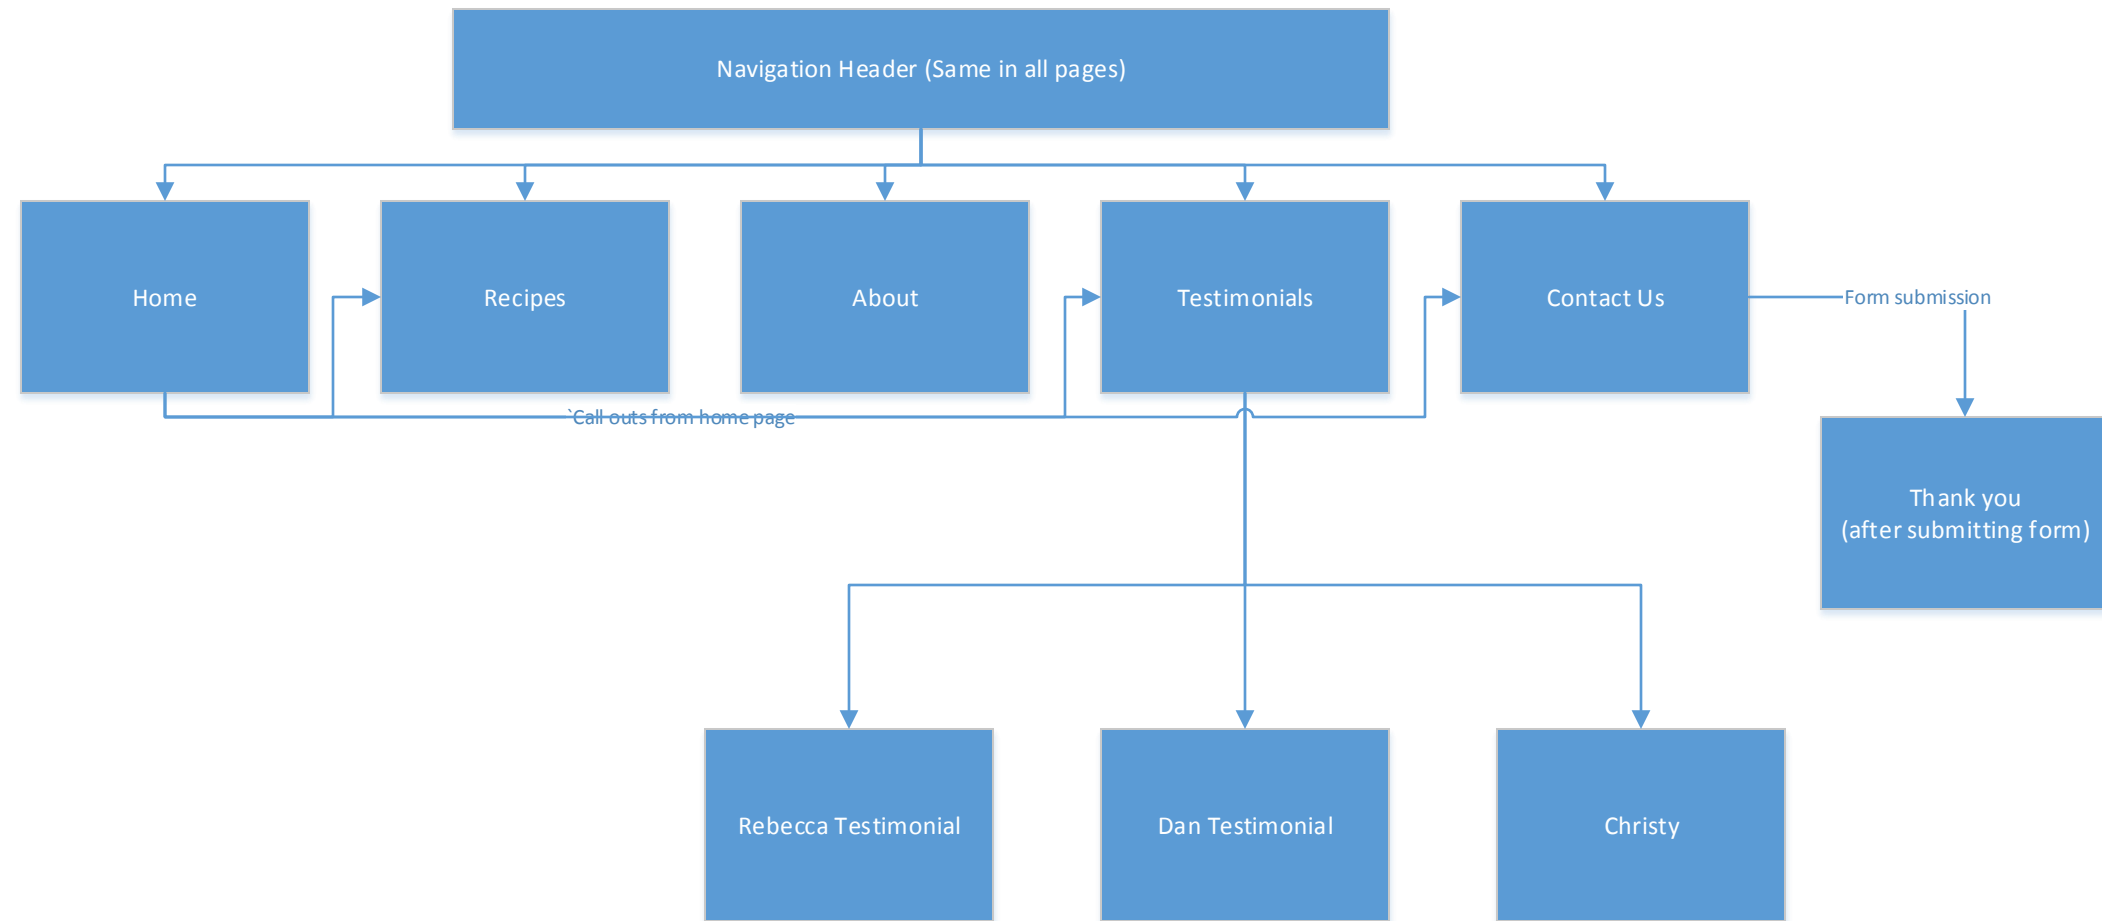 Navigation Header (Same in all pages)
Home
Recipes
About
Testimonials
Contact Us
Form submission
`Call outs from home page
Thank you
(after submitting form)
Rebecca Testimonial
Dan Testimonial
Christy